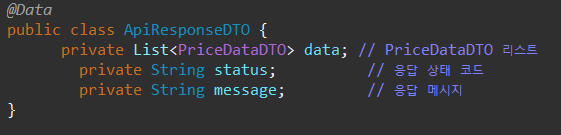 @Data
public class ApiResponseDTO {
private List<PriceDataDTO> data; // PriceDataDTO 리스트
private String status; // 응답 상태 코드
private String message; // 응답 메시지
}